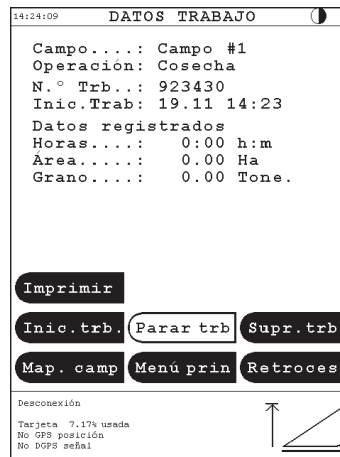 14:24:09 DATOS TRABAJO
Campo....: Campo #1
Operación: Cosecha
N.° Trb..: 923430
Inic.Trab: 19.11 14:23
Datos registrados
Horas....: 0:00 h:m
Área.....: 0.00 Ha
Grano....: 0.00 Tone.
Imprimir
Inic.trb. Parar trb Supr.trb
Map. camp Menú prin Retroces
Desconexión
Tarjeta 7.17% usada
No GPS posición
No DGPS señal